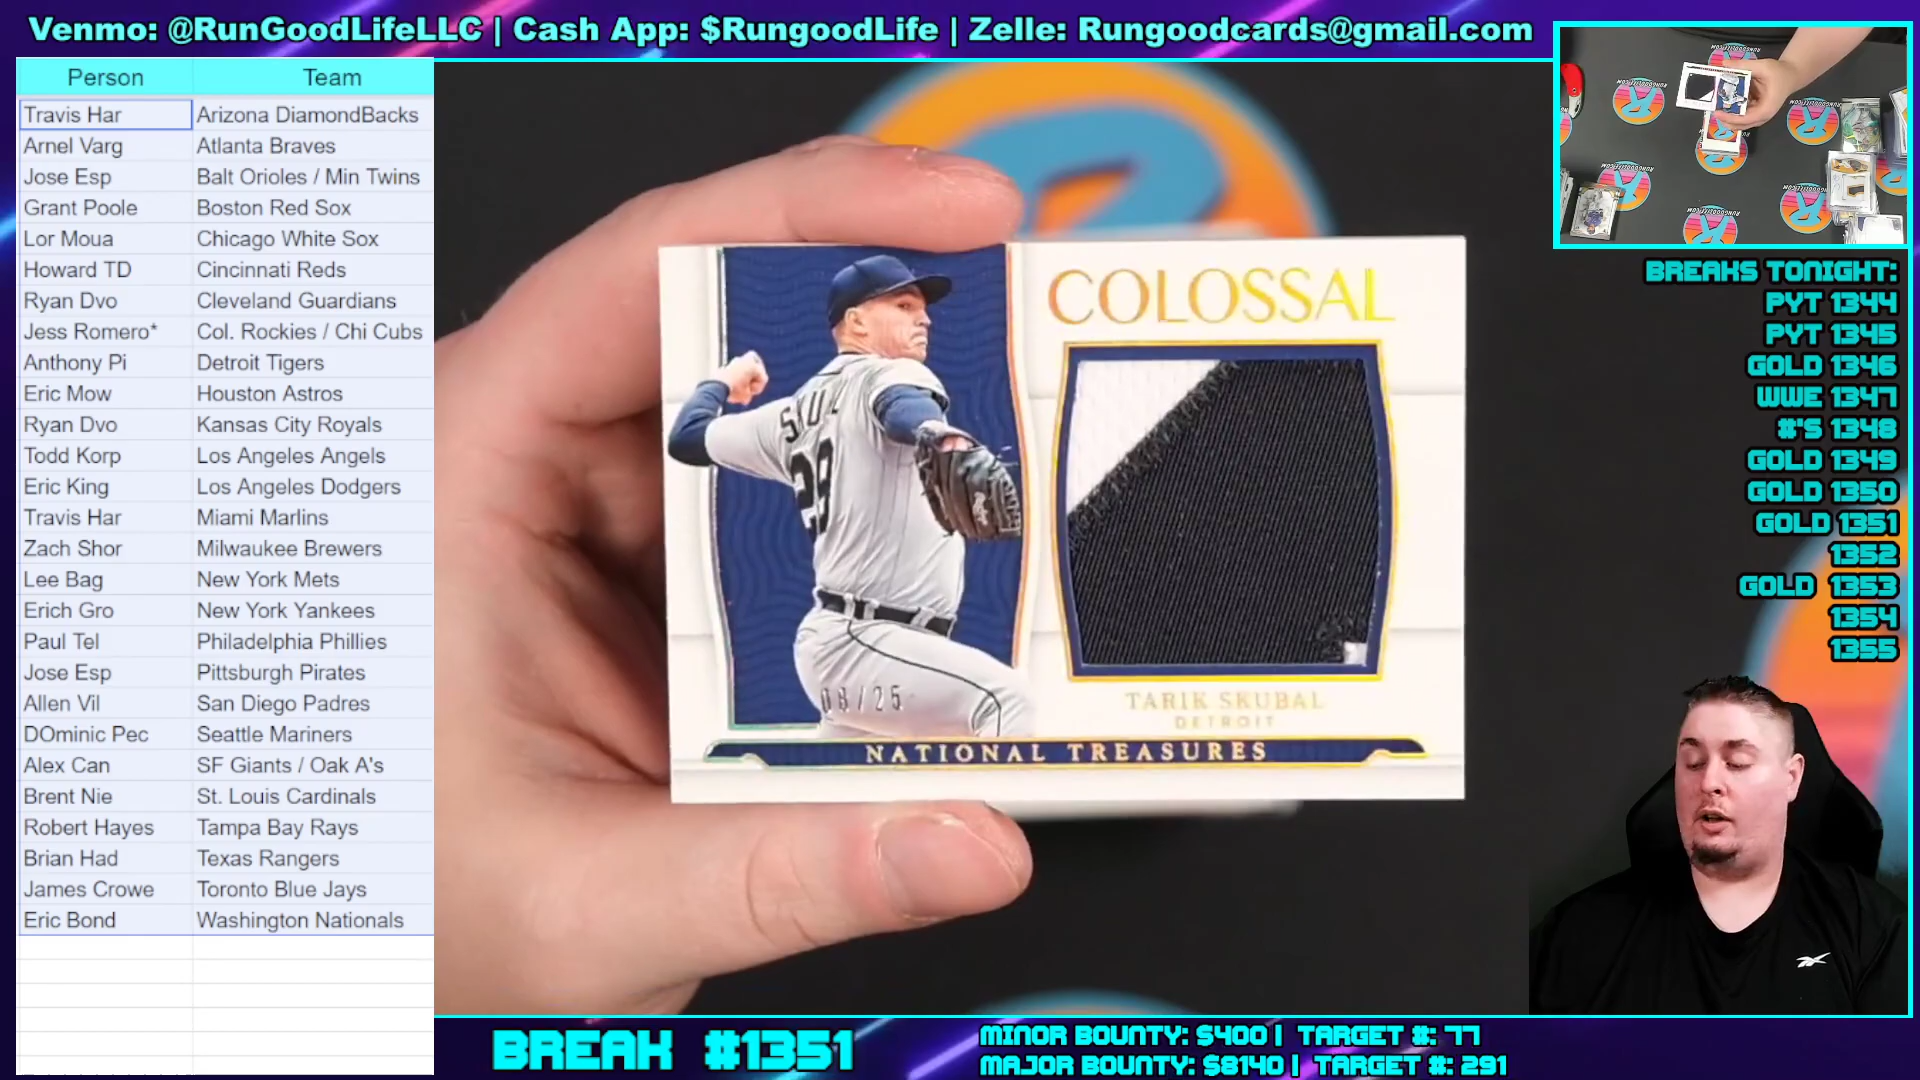 Venmo: @RunGoodLifeLLC | Cash App: $RungoodLife | Zelle: Rungoodcards@gmail.com
Person Team
Travis Har Arizona DiamondBacks
Arnel Varg Atlanta Braves
Jose Esp Balt Orioles / Min Twins
Grant Poole Boston Red Sox
Lor Moua Chicago White Sox
Howard TD Cincinnati Reds
Ryan Dvo Cleveland Guardians
Jess Romero* Col. Rockies / Chi Cubs
Anthony Pi Detroit Tigers
Eric Mow Houston Astros
Ryan Dvo Kansas City Royals
Todd Korp Los Angeles Angels
Eric King Los Angeles Dodgers
Travis Har Miami Marlins
Zach Shor Milwaukee Brewers
Lee Bag New York Mets
Erich Gro New York Yankees
Paul Tel Philadelphia Phillies
Jose Esp Pittsburgh Pirates
Allen Vil San Diego Padres
DOminic Pec Seattle Mariners
Alex Can SF Giants / Oak A's
Brent Nie St. Louis Cardinals
Robert Hayes Tampa Bay Rays
Brian Had Texas Rangers
James Crowe Toronto Blue Jays
Eric Bond Washington Nationals
COLOSSAL
29
08/25
TARIK SKUBAL
DETROIT
NATIONAL TREASURES
BREAKS TONIGHT:
PYT 1344
PYT 1345
GOLD 1346
WWE 1347
#'S 1348
GOLD 1349
GOLD 1350
GOLD 1351
1352
GOLD 1353
1354
1355
BREAK #1351
MINOR BOUNTY: $400 | TARGET #: 77
MAJOR BOUNTY: $8140 | TARGET #: 291